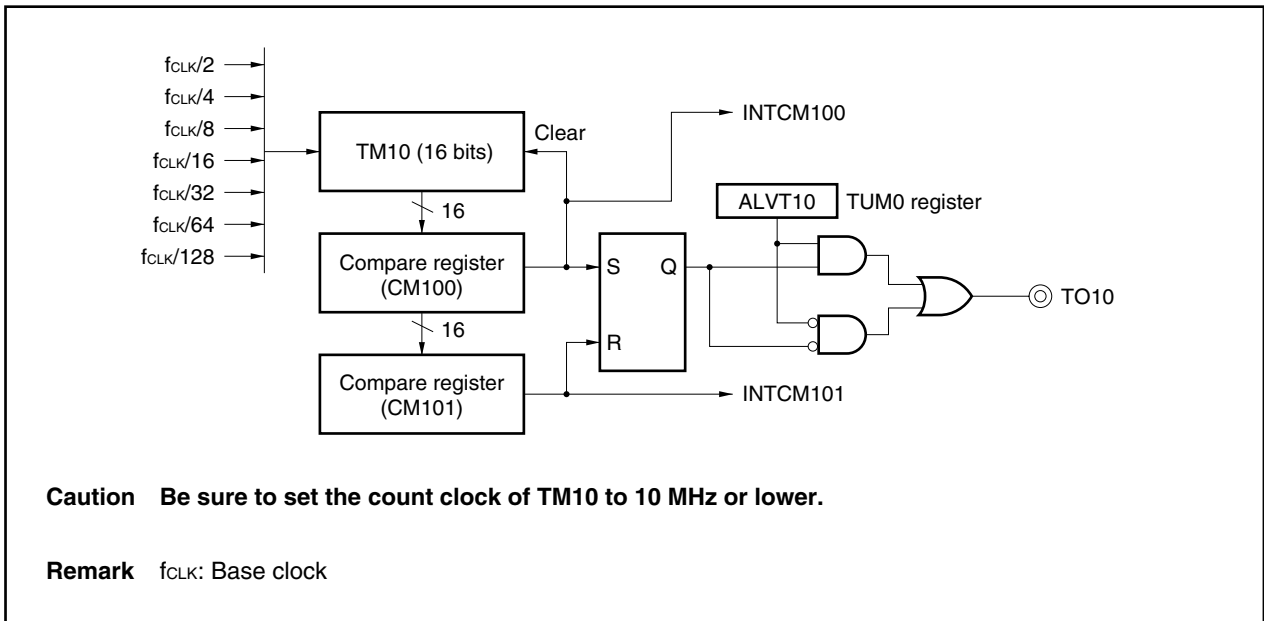 fCLK/2
fCLK/4
fCLK/8
fCLK/16
fCLK/32
fCLK/64
fCLK/128
TM10 (16 bits)
Clear
INTCM100
16
ALVT10 TUM0 register
Compare register
(CM100)
S Q
R
TO10
16
Compare register
(CM101)
INTCM101
Caution Be sure to set the count clock of TM10 to 10 MHz or lower.
Remark fCLK: Base clock